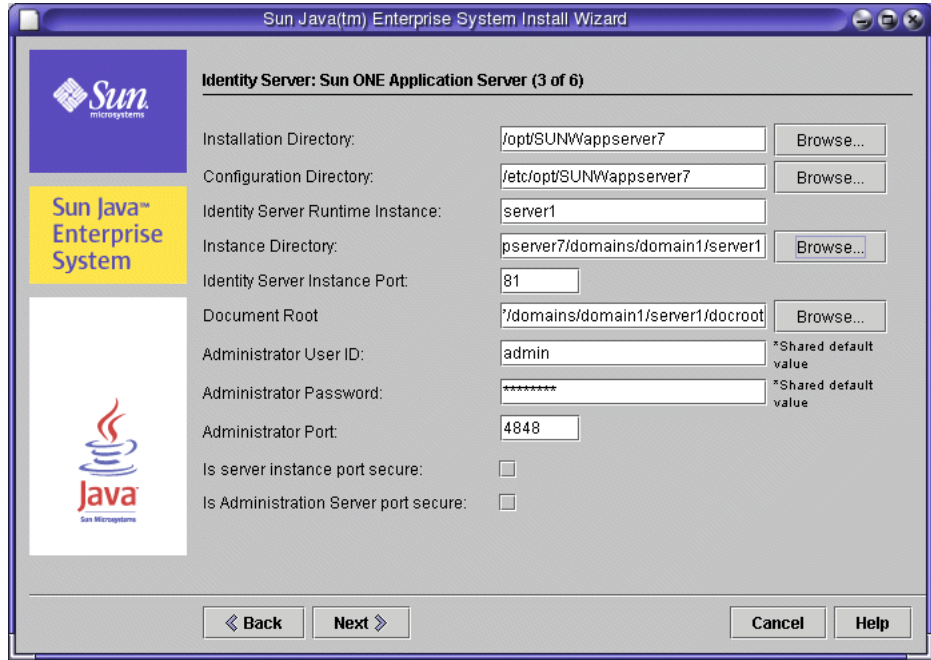 Sun Java(tm) Enterprise System Install Wizard
Sun
microsystems
Sun Java™
Enterprise
System
Java
Sun Microsystems
Identity Server: Sun ONE Application Server (3 of 6)
Installation Directory: /opt/SUNWappserver7 Browse...
Configuration Directory: /etc/opt/SUNWappserver7 Browse...
Identity Server Runtime Instance: server1
Instance Directory: pserver7/domains/domain1/server1 Browse...
Identity Server Instance Port: 81
Document Root '/domains/domain1/server1/docroot Browse...
Administrator User ID: admin *Shared default
value
Administrator Password: ******** *Shared default
value
Administrator Port: 4848
Is server instance port secure:
Is Administration Server port secure:
Back Next Cancel Help